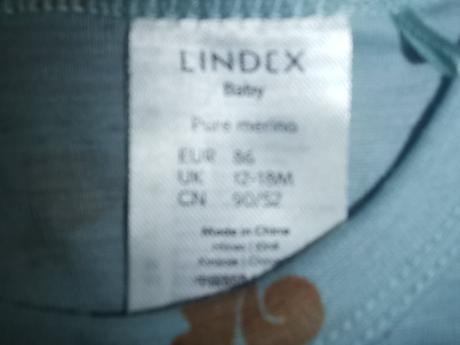 LINDEX
Baby
Pure merino
EUR 86
UK 12-18M
CN 90/52
Made in China